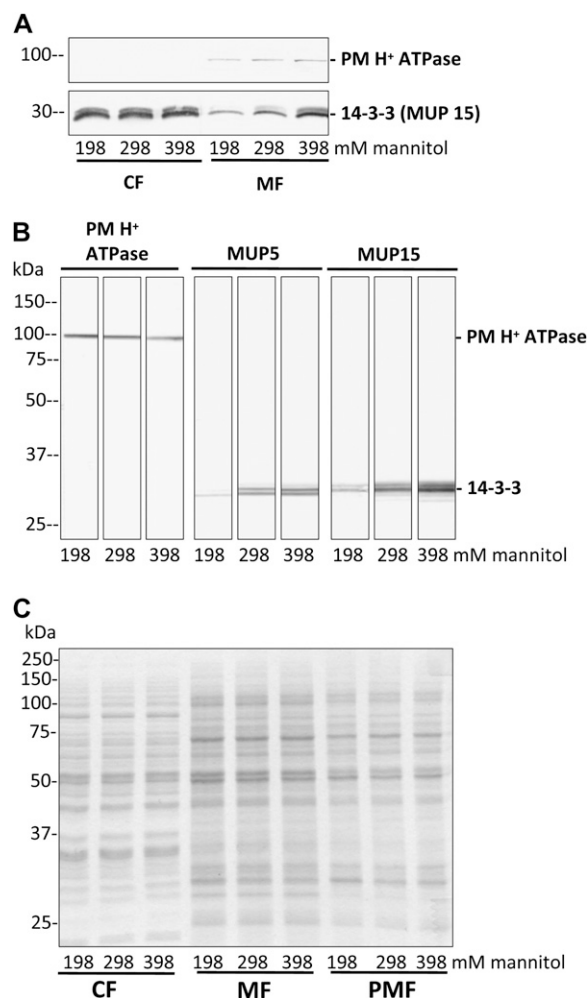 A
100--
- PM H⁺ ATPase
30--
- 14-3-3 (MUP 15)
198 298 398 198 298 398 mM mannitol
CF MF
B
PM H⁺
ATPase
MUP5 MUP15
kDa
150--
100--
- PM H⁺ ATPase
75--
50--
37--
- 14-3-3
25--
198 298 398 198 298 398 198 298 398 mM mannitol
C
kDa
250-
150-
100-
75-
50-
37-
25-
198 298 398 198 298 398 198 298 398 mM mannitol
CF MF PMF